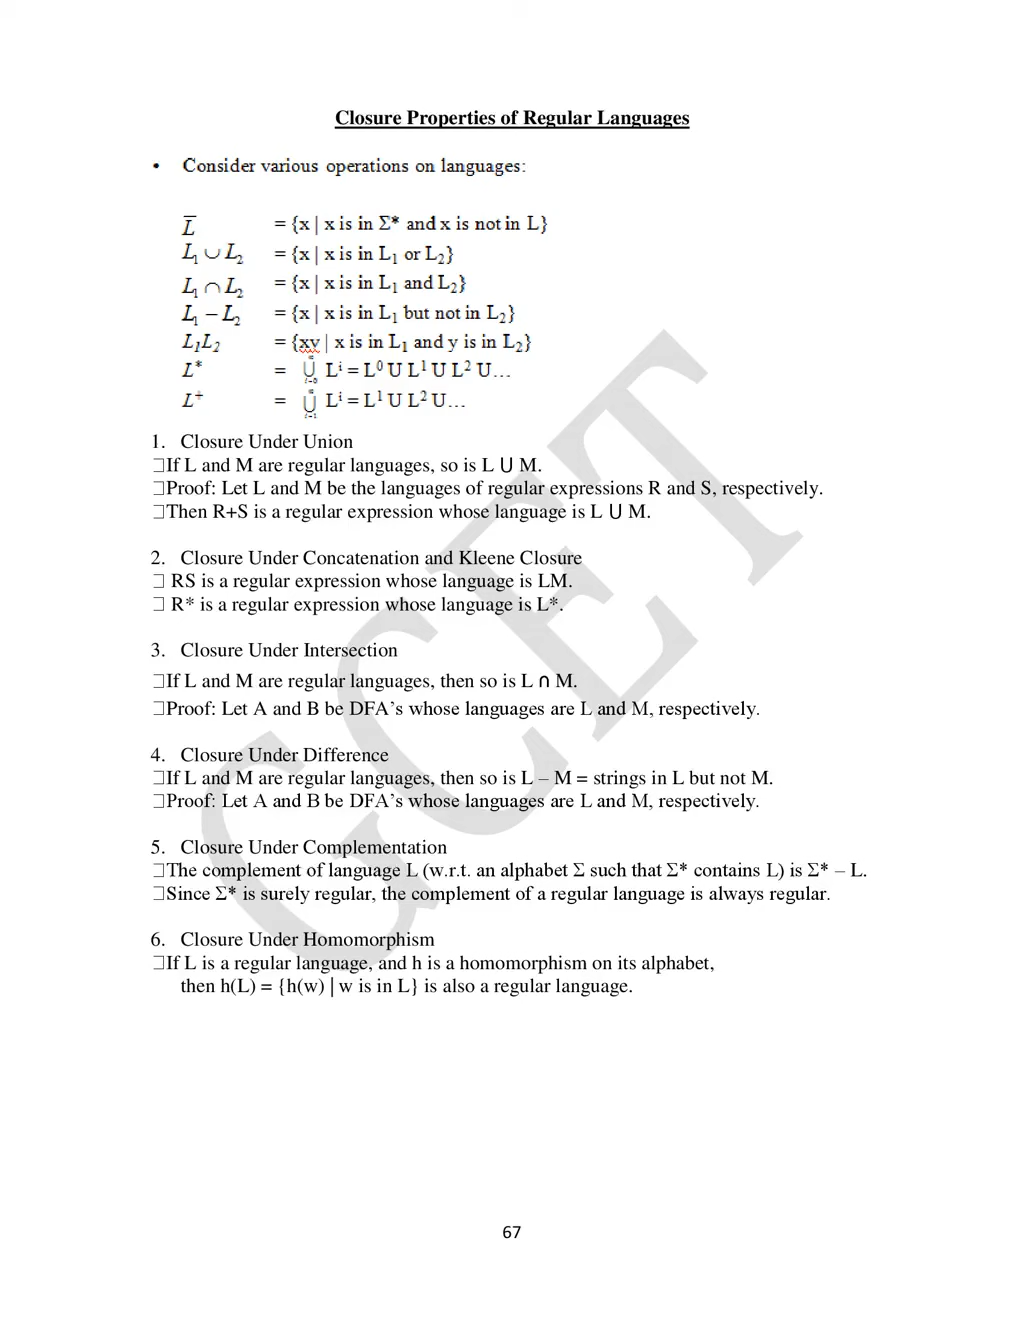 Closure Properties of Regular Languages
• Consider various operations on languages:
L̅ = {x | x is in Σ* and x is not in L}
L₁ ∪ L₂ = {x | x is in L₁ or L₂}
L₁ ∩ L₂ = {x | x is in L₁ and L₂}
L₁ – L₂ = {x | x is in L₁ but not in L₂}
L₁L₂ = {xy | x is in L₁ and y is in L₂}
L* = ∞ ∪ i=0 Lⁱ = L⁰ U L¹ U L² U…
L⁺ = ∞ ∪ i=1 Lⁱ = L¹ U L² U…
1. Closure Under Union
□If L and M are regular languages, so is L ⋃ M.
□Proof: Let L and M be the languages of regular expressions R and S, respectively.
□Then R+S is a regular expression whose language is L ⋃ M.
2. Closure Under Concatenation and Kleene Closure
□ RS is a regular expression whose language is LM.
□ R* is a regular expression whose language is L*.
3. Closure Under Intersection
□If L and M are regular languages, then so is L ∩ M.
□Proof: Let A and B be DFA’s whose languages are L and M, respectively.
4. Closure Under Difference
□If L and M are regular languages, then so is L – M = strings in L but not M.
□Proof: Let A and B be DFA’s whose languages are L and M, respectively.
5. Closure Under Complementation
□The complement of language L (w.r.t. an alphabet Σ such that Σ* contains L) is Σ* – L.
□Since Σ* is surely regular, the complement of a regular language is always regular.
6. Closure Under Homomorphism
□If L is a regular language, and h is a homomorphism on its alphabet,
then h(L) = {h(w) | w is in L} is also a regular language.
GCET
67